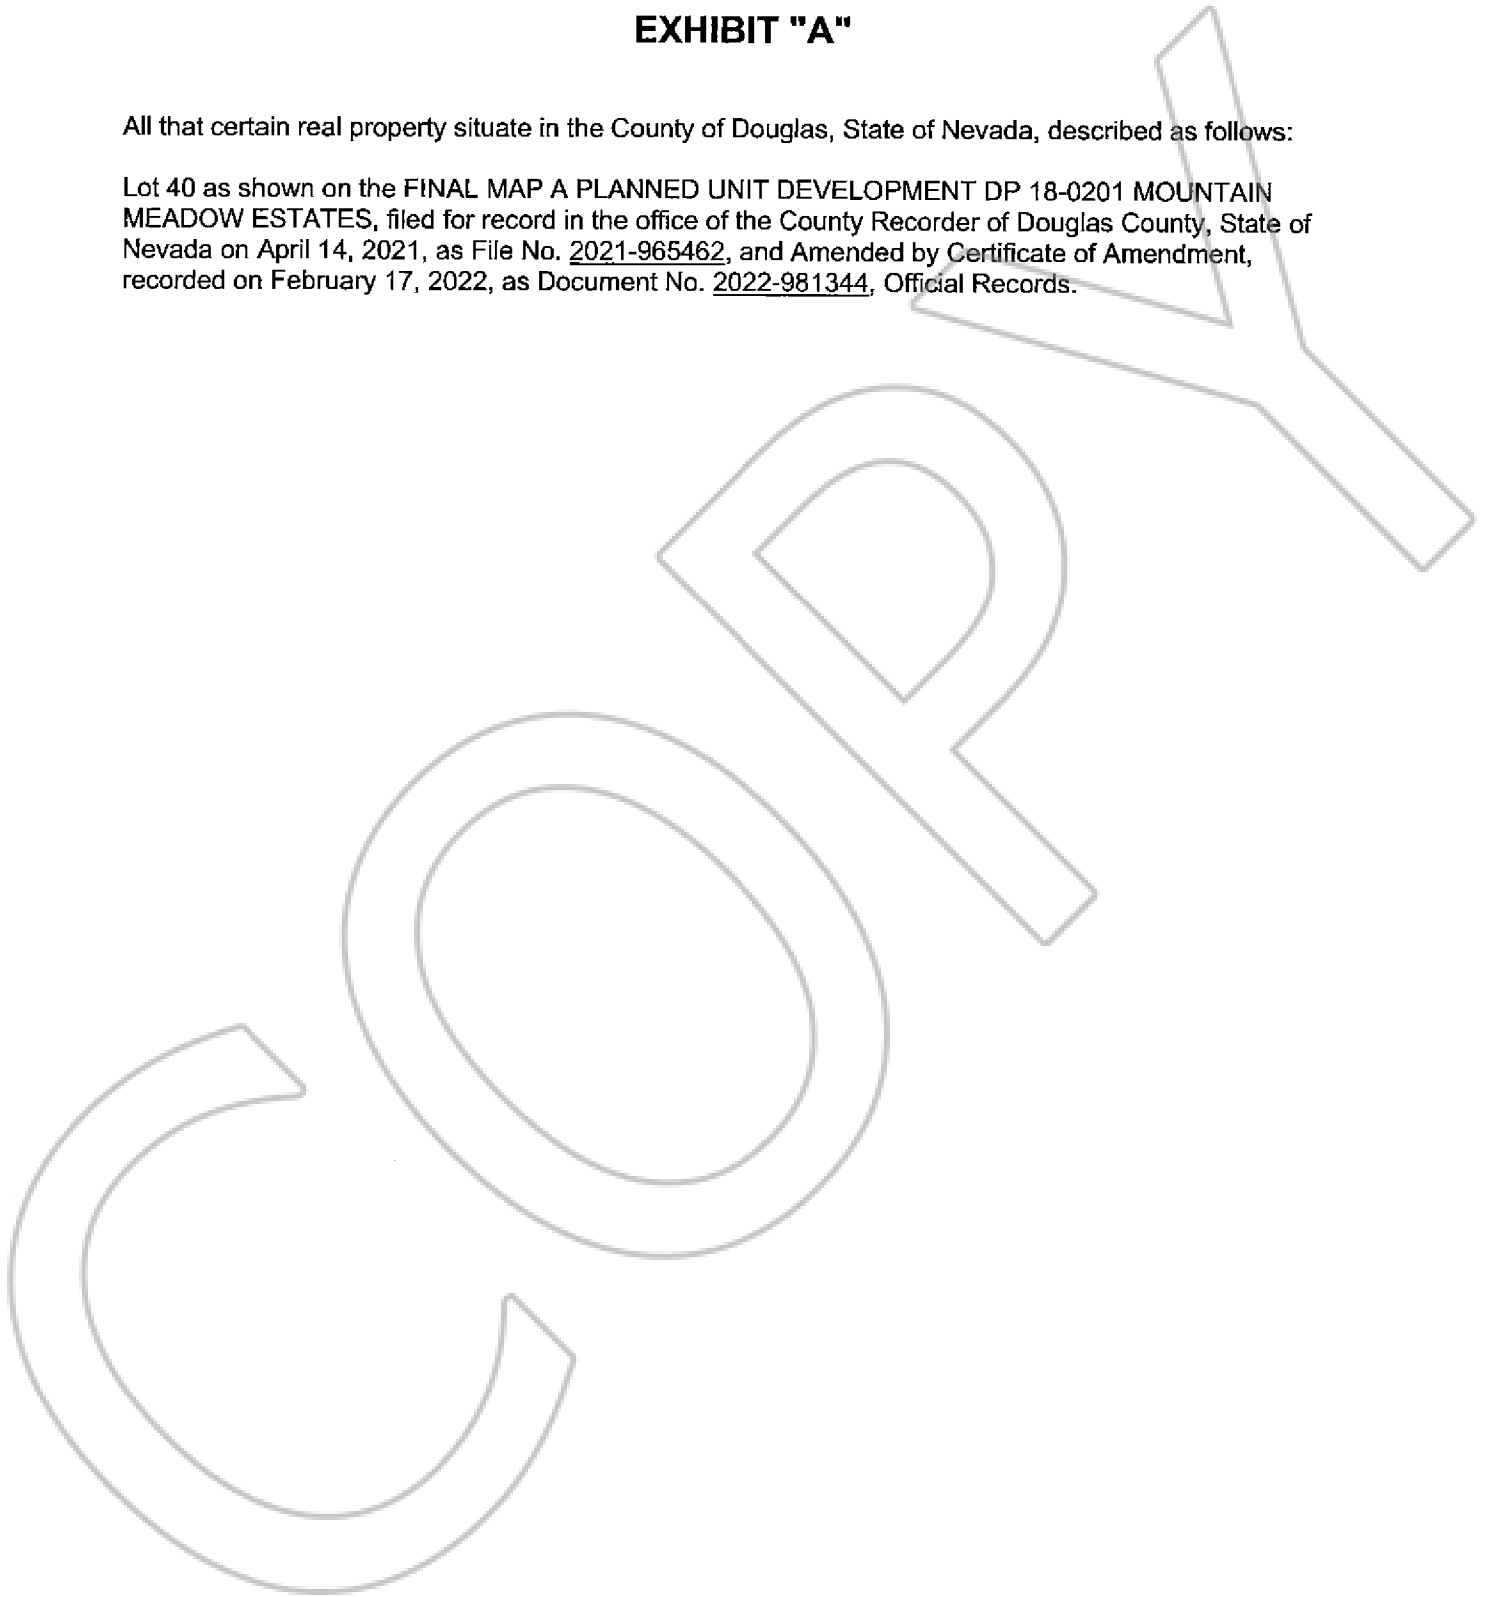 EXHIBIT "A"
All that certain real property situate in the County of Douglas, State of Nevada, described as follows:
Lot 40 as shown on the FINAL MAP A PLANNED UNIT DEVELOPMENT DP 18-0201 MOUNTAIN
MEADOW ESTATES, filed for record in the office of the County Recorder of Douglas County, State of
Nevada on April 14, 2021, as File No. 2021-965462, and Amended by Certificate of Amendment,
recorded on February 17, 2022, as Document No. 2022-981344, Official Records.
COPY